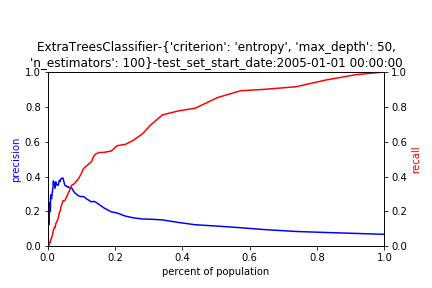 ExtraTreesClassifier-{'criterion': 'entropy', 'max_depth': 50,
'n_estimators': 100}-test_set_start_date:2005-01-01 00:00:00
1.0
0.8
0.6
0.4
0.2
0.0
precision
1.0
0.8
0.6
0.4
0.2
0.0
recall
0.0 0.2 0.4 0.6 0.8 1.0
percent of population